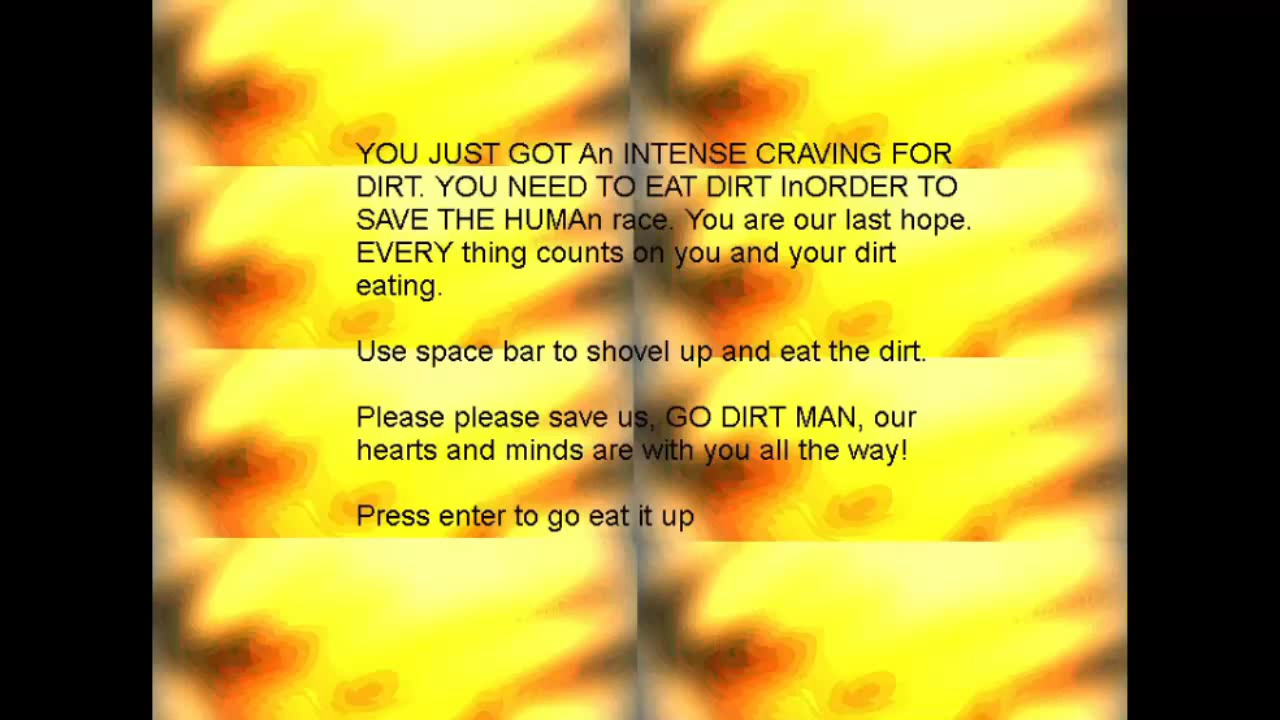 YOU JUST GOT An INTENSE CRAVING FOR
DIRT. YOU NEED TO EAT DIRT InORDER TO
SAVE THE HUMAn race. You are our last hope.
EVERY thing counts on you and your dirt
eating.
Use space bar to shovel up and eat the dirt.
Please please save us, GO DIRT MAN, our
hearts and minds are with you all the way!
Press enter to go eat it up